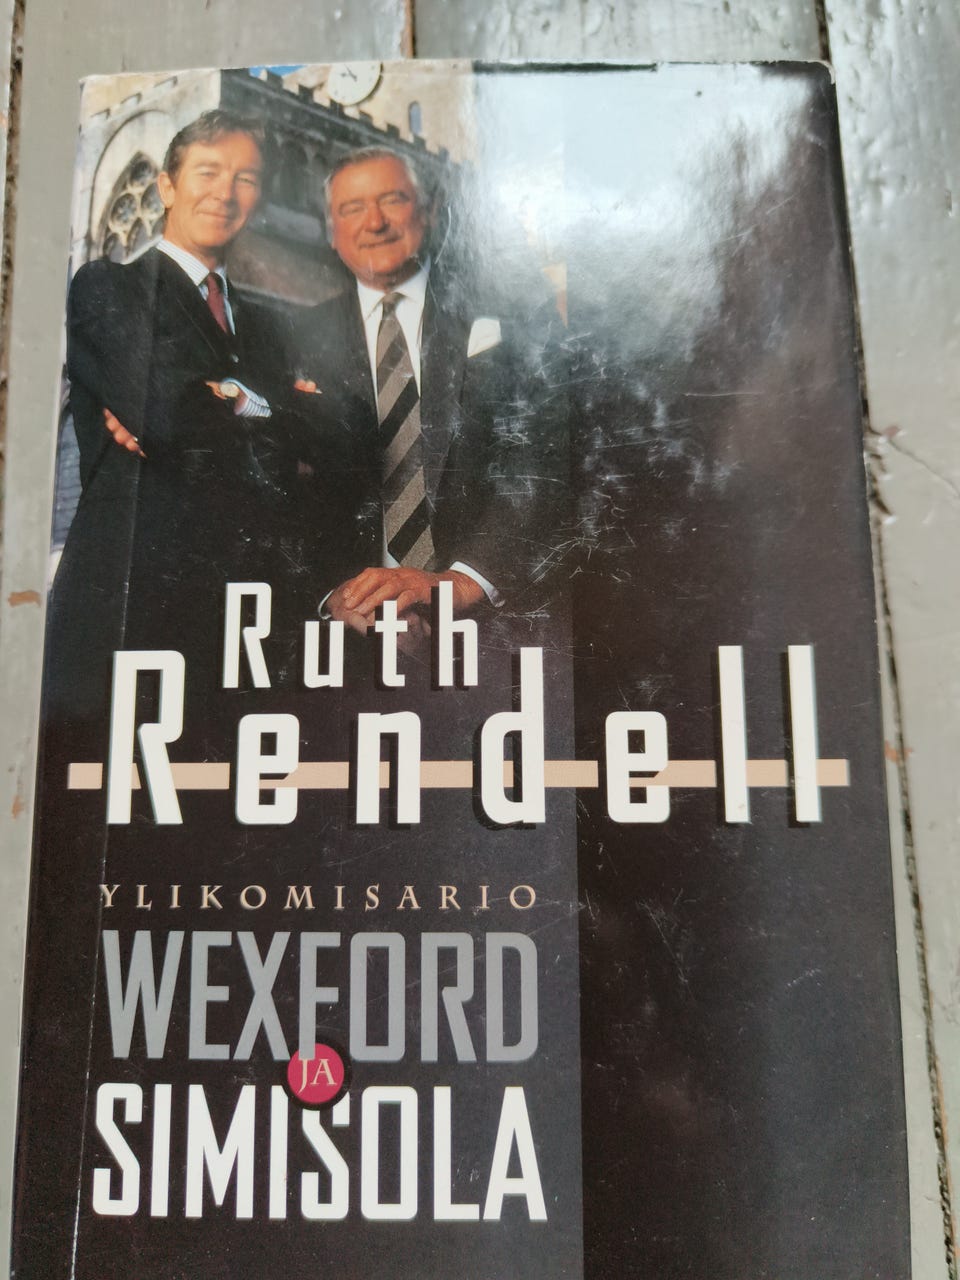 Ruth
Rendell
YLIKOMISARIO
WEXFORD
JA
SIMISOLA